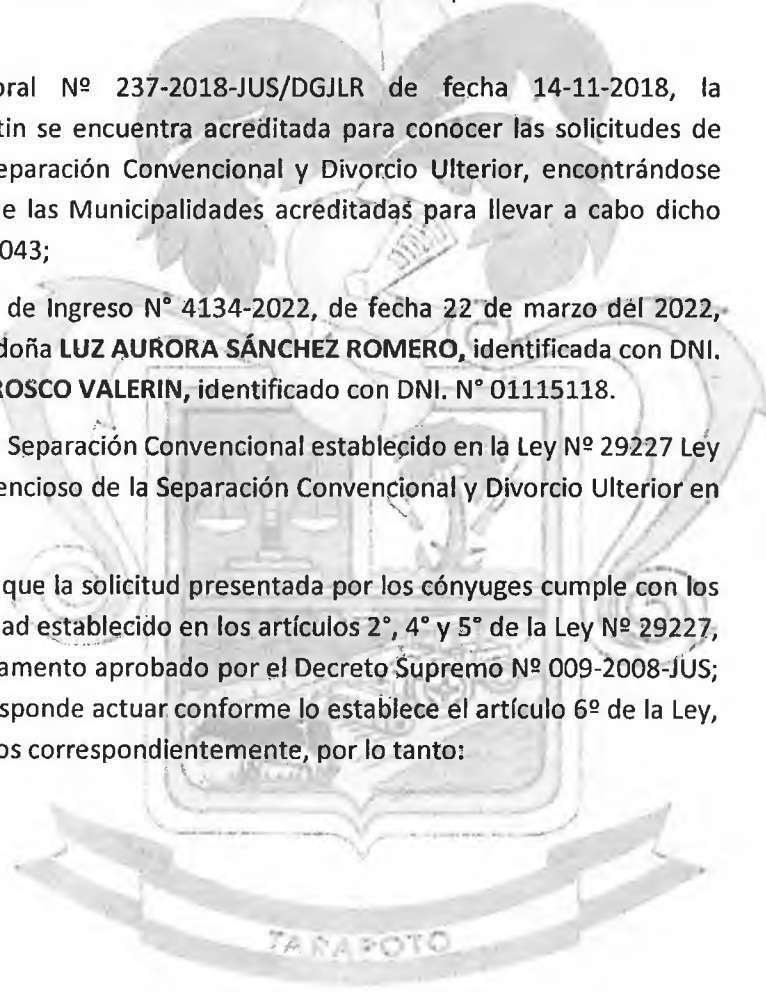 oral Nº 237-2018-JUS/DGJLR de fecha 14-11-2018, la
tin se encuentra acreditada para conocer las solicitudes de
eparación Convencional y Divorcio Ulterior, encontrándose
e las Municipalidades acreditadas para llevar a cabo dicho
043;
de Ingreso N° 4134-2022, de fecha 22 de marzo del 2022,
doña LUZ AURORA SÁNCHEZ ROMERO, identificada con DNI.
ROSCO VALERIN, identificado con DNI. N° 01115118.
Separación Convencional establecido en la Ley Nº 29227 Ley
encioso de la Separación Convencional y Divorcio Ulterior en
que la solicitud presentada por los cónyuges cumple con los
ad establecido en los artículos 2°, 4° y 5° de la Ley Nº 29227,
amento aprobado por el Decreto Supremo Nº 009-2008-JUS;
sponde actuar conforme lo establece el artículo 6º de la Ley,
os correspondientemente, por lo tanto:
TARAPOTO